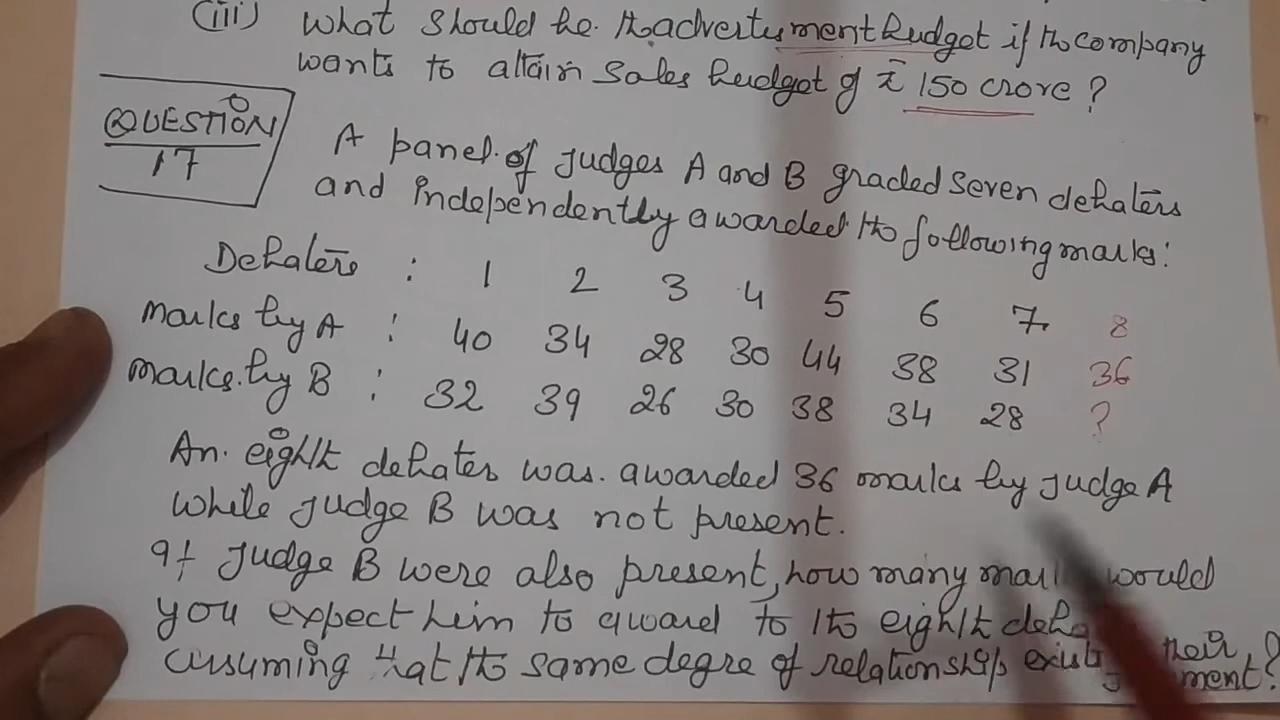 (iii) What should be the advertisment budget if the company
wants to attain sales budget of ₹ 150 crore?
QUESTION
17
A panel of judges A and B graded seven debaters
and independently awarded the following marks:
Debaters : 1 2 3 4 5 6 7 8
Marks by A : 40 34 28 30 44 38 31 36
Marks by B : 32 39 26 30 38 34 28 ?
An eighth debater was awarded 36 marks by judge A
while judge B was not present.
If judge B were also present, how many would
you expect him to award to the eighth
assuming that the same degree of relationship their